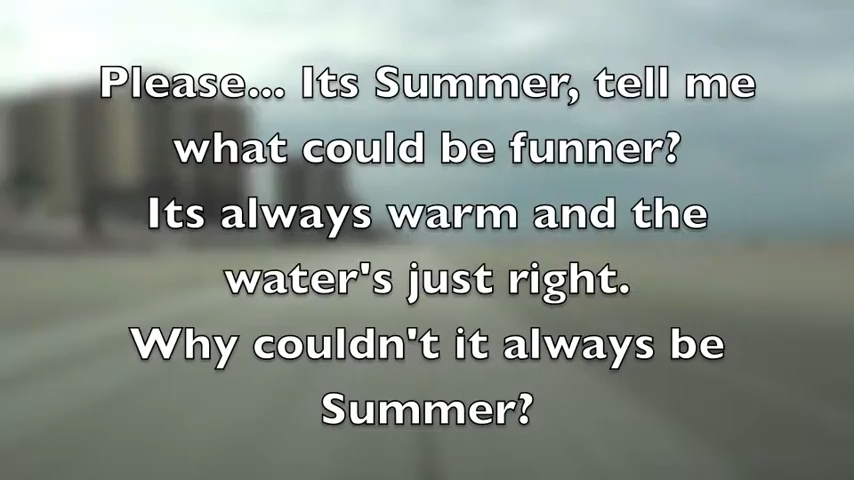 Please... Its Summer, tell me
what could be funner?
Its always warm and the
water's just right.
Why couldn't it always be
Summer?